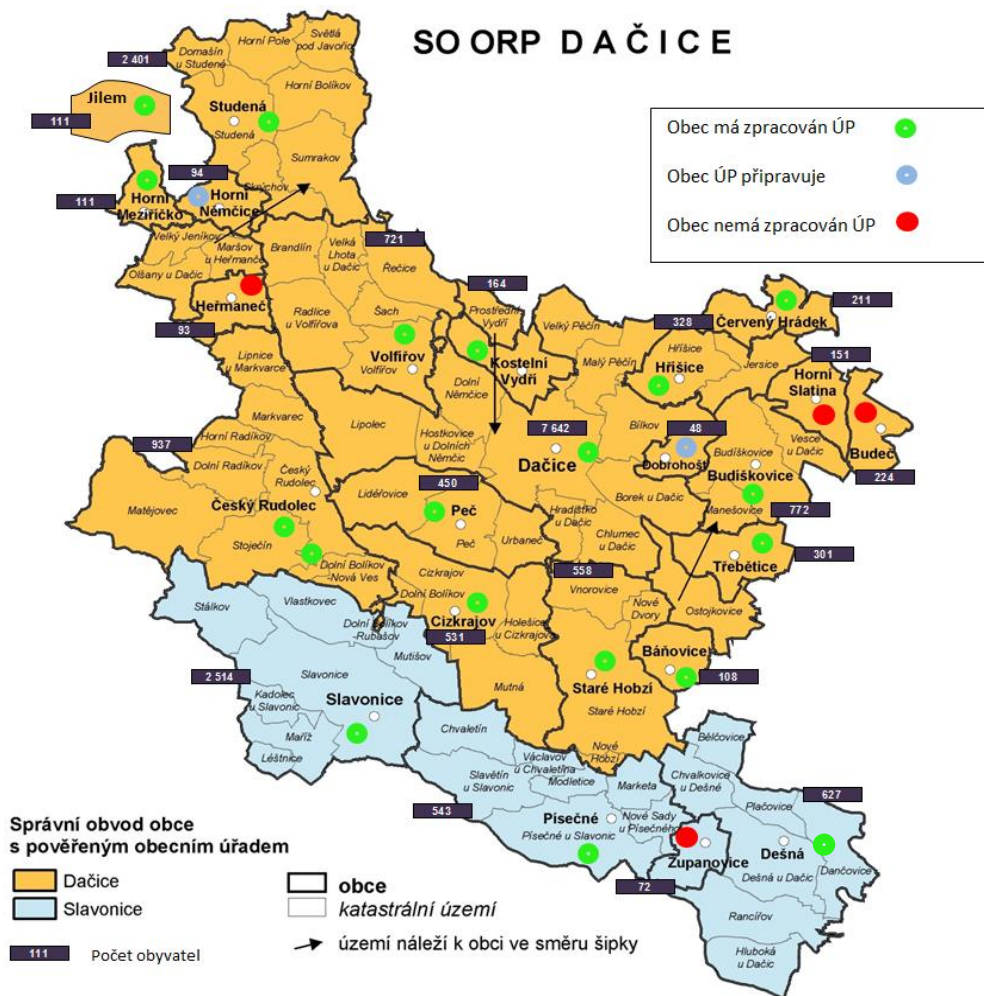 SO ORP DAČICE
Obec má zpracován ÚP
Obec ÚP připravuje
Obec nemá zpracován ÚP
2 401
Domašín
u Studené
Horní Pole
Světlá
pod Javořicí
Horní Bolíkov
Jilem
111
Studená
Studená
Sumrakov
Skrýchov
94
111
Horní
Meziříčko
Horní
Němčice
Velký Jeníkov
Maršov
u Heřmanče
Olšany u Dačic
Heřmaneč
93
Brandlín
Velká
Lhota
u Dačic
721
Řečice
Radlice
u Volfířova
Šach
Volfířov
Volfířov
164
Prostřední
Vydří
Kostelní
Vydří
Velký Pěčín
Malý Pěčín
Dolní
Němčice
328
Hříšice
Hříšice
Červený Hrádek
211
Jersice
151
Horní
Slatina
Budeč
224
Vesce
u Dačic
Lipnice
u Markvarce
Markvarec
Lipolec
Hostkovice
u Dolních
Němčic
7 642
Dačice
Bílkov
48
Dobrohošť
Budíškovice
Budíškovice
Manešovice
772
937
Horní Radíkov
Dolní Radíkov
Český
Rudolec
Český Rudolec
Matějovec
Stoječín
Dolní Bolíkov
-Nová Ves
Lidéřovice
450
Peč
Peč
Urbaneč
Hradišťko
u Dačic
Borek u Dačic
Chlumec
u Dačic
Třebětice
301
Ostojkovice
558
Vnorovice
Nové
Dvory
Cizkrajov
Dolní Bolíkov
Cizkrajov
531
Holešice
u Cizkrajova
Mutná
Báňovice
108
Staré Hobzí
Staré Hobzí
Nové
Hobzí
Stálkov
Vlastkovec
Dolní Bolíkov
-Rubašov
Mutišov
2 514
Slavonice
Slavonice
Kadolec
u Slavonic
Maříž
Léštnice
Chvaletín
Václavov
u Chvaletína
Modletice
Slavětín
u Slavonic
Marketa
543
Písečné
Písečné u Slavonic
Nové Sady
u Písečného
Županovice
72
Bělčovice
Chvalkovice
u Dešné
Plačovice
627
Dešná
Dešná u Dačic
Dančovice
Rancířov
Hluboká
u Dačic
Správní obvod obce
s pověřeným obecním úřadem
Dačice
Slavonice
111 Počet obyvatel
obce
katastrální území
území náleží k obci ve směru šipky